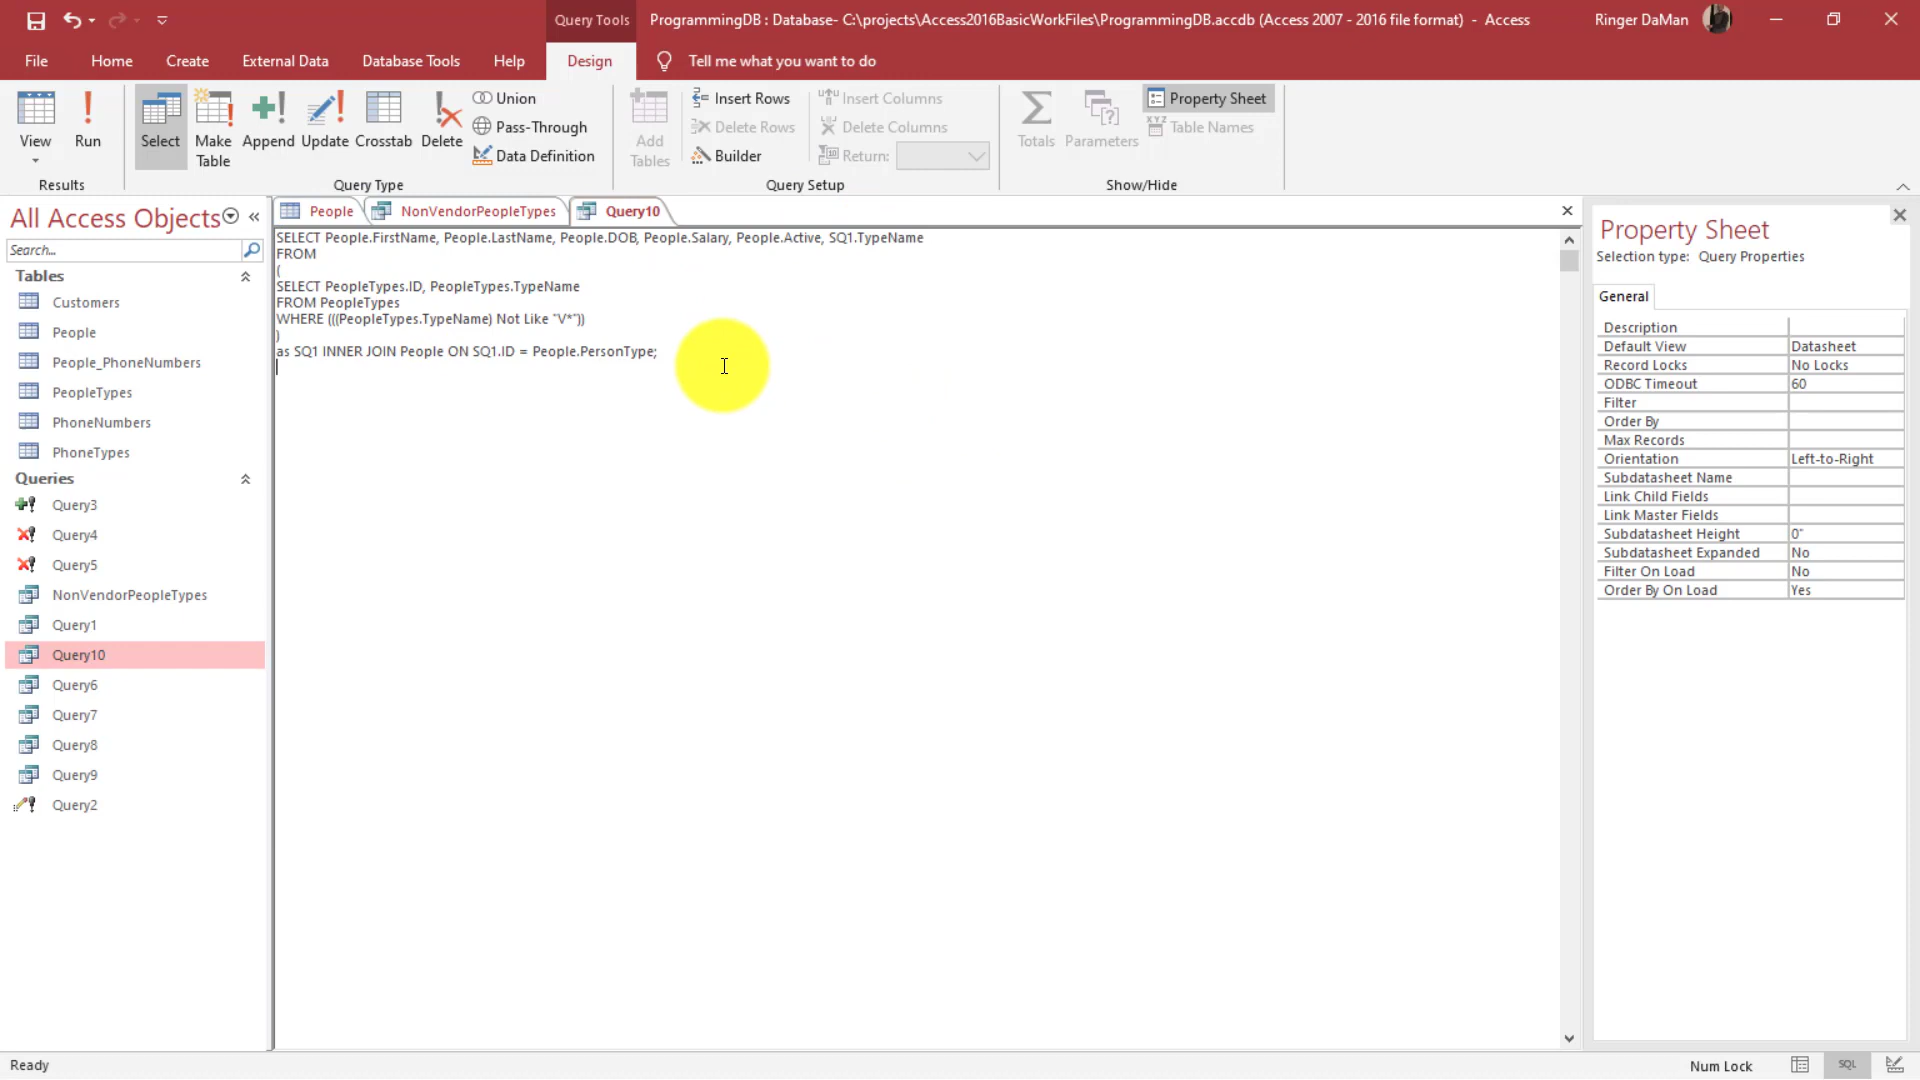 Query Tools
ProgrammingDB : Database- C:\projects\Access2016BasicWorkFiles\ProgrammingDB.accdb (Access 2007 - 2016 file format) - Access
Ringer DaMan
File Home Create External Data Database Tools Help Design Tell me what you want to do
View
Run
Results
Select
Make
Table
Append
Update
Crosstab
Delete
Union
Pass-Through
Data Definition
Query Type
Add
Tables
Insert Rows
Delete Rows
Builder
Insert Columns
Delete Columns
Return:
Query Setup
Totals
Parameters
Property Sheet
XYZ
Table Names
Show/Hide
All Access Objects
Search...
Tables
Customers
People
People_PhoneNumbers
PeopleTypes
PhoneNumbers
PhoneTypes
Queries
Query3
Query4
Query5
NonVendorPeopleTypes
Query1
Query10
Query6
Query7
Query8
Query9
Query2
People
NonVendorPeopleTypes
Query10
SELECT People.FirstName, People.LastName, People.DOB, People.Salary, People.Active, SQ1.TypeName
FROM
(
SELECT PeopleTypes.ID, PeopleTypes.TypeName
FROM PeopleTypes
WHERE (((PeopleTypes.TypeName) Not Like "V*"))
)
as SQ1 INNER JOIN People ON SQ1.ID = People.PersonType;
Property Sheet
Selection type: Query Properties
General
Description
Default View Datasheet
Record Locks No Locks
ODBC Timeout 60
Filter
Order By
Max Records
Orientation Left-to-Right
Subdatasheet Name
Link Child Fields
Link Master Fields
Subdatasheet Height 0"
Subdatasheet Expanded No
Filter On Load No
Order By On Load Yes
Ready
Num Lock
SQL